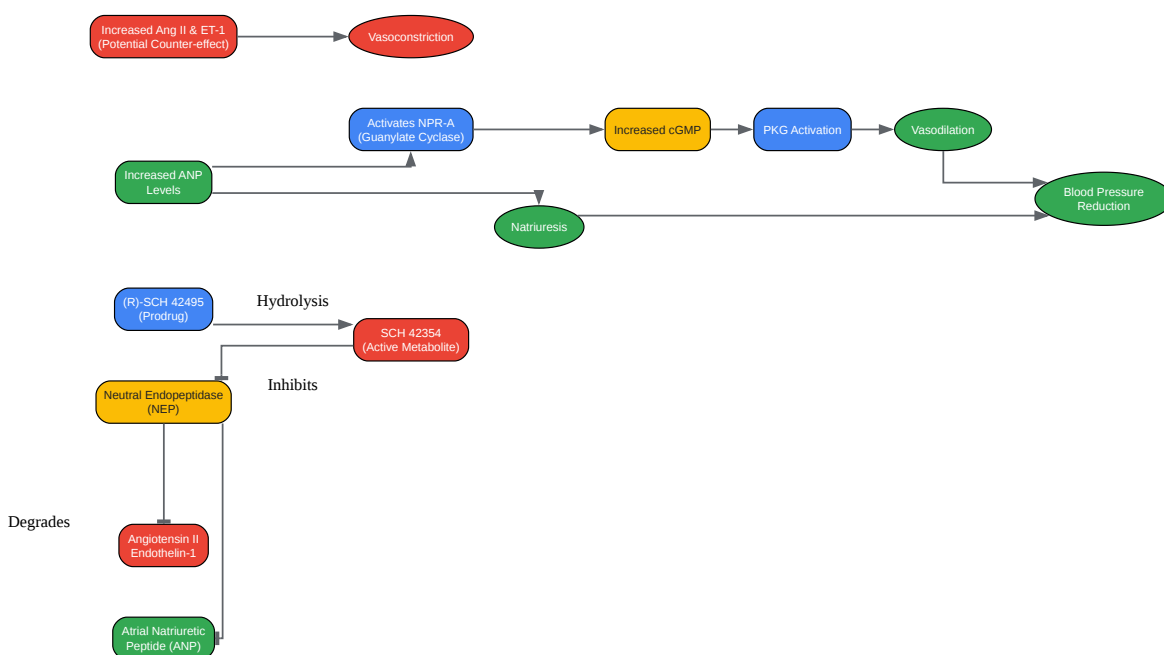 Increased Ang II & ET-1
(Potential Counter-effect)
Vasoconstriction
Activates NPR-A
(Guanylate Cyclase)
Increased cGMP
PKG Activation
Vasodilation
Increased ANP
Levels
Blood Pressure
Reduction
Natriuresis
(R)-SCH 42495
(Prodrug)
Hydrolysis
SCH 42354
(Active Metabolite)
Inhibits
Neutral Endopeptidase
(NEP)
Degrades
Angiotensin II
Endothelin-1
Atrial Natriuretic
Peptide (ANP)